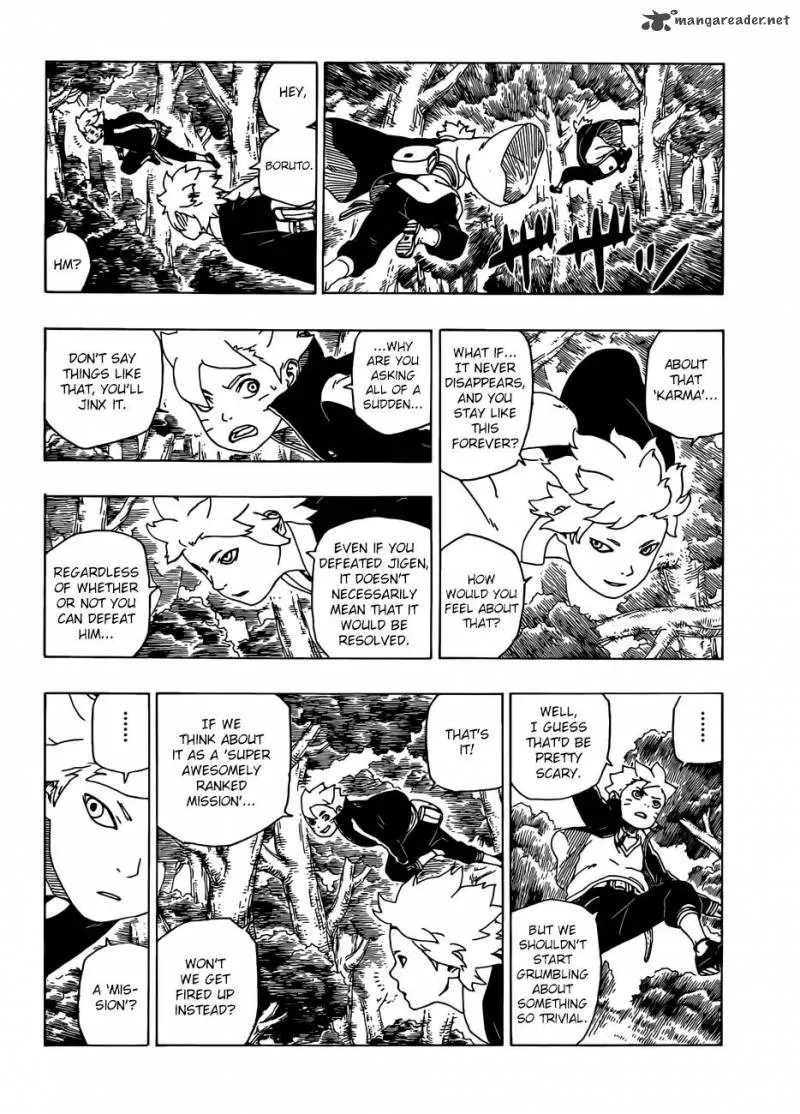 mangareader.net
ザザッ
HEY,
BORUTO.
HM?
ABOUT
THAT
'KARMA'...
WHAT IF...
IT NEVER
DISAPPEARS,
AND YOU
STAY LIKE
THIS
FOREVER?
HOW
WOULD YOU
FEEL ABOUT
THAT?
...WHY
ARE YOU
ASKING
ALL OF A
SUDDEN...
DON'T SAY
THINGS
LIKE THAT,
YOU'LL
JINX IT.
EVEN IF YOU
DEFEATED JIGEN,
IT DOESN'T
NECESSARILY
MEAN THAT IT
WOULD BE
RESOLVED.
REGARDLESS
OF WHETHER
OR NOT YOU
CAN DEFEAT
HIM...
......
WELL,
I GUESS
THAT'D BE
PRETTY
SCARY.
BUT WE
SHOULDN'T
START
GRUMBLING
ABOUT
SOMETHING
SO TRIVIAL.
THAT'S
IT!
IF WE
THINK ABOUT
IT AS A 'SUPER
AWESOMELY
RANKED
MISSION'...
WON'T
WE GET
FIRED UP
INSTEAD?
......
A 'MIS-
SION'?